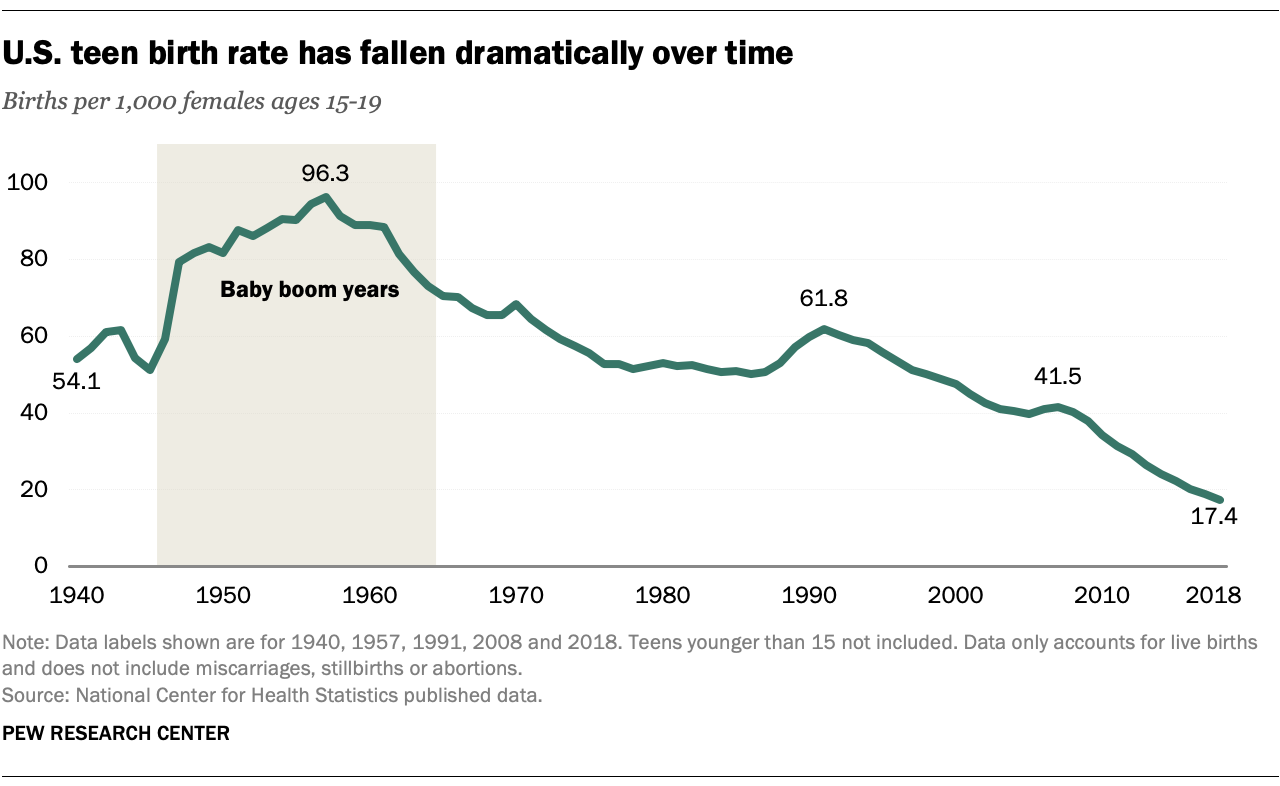 U.S. teen birth rate has fallen dramatically over time
Births per 1,000 females ages 15-19
100
80
60
40
20
0
54.1
96.3
Baby boom years
61.8
41.5
17.4
1940 1950 1960 1970 1980 1990 2000 2010 2018
Note: Data labels shown are for 1940, 1957, 1991, 2008 and 2018. Teens younger than 15 not included. Data only accounts for live births
and does not include miscarriages, stillbirths or abortions.
Source: National Center for Health Statistics published data.
PEW RESEARCH CENTER